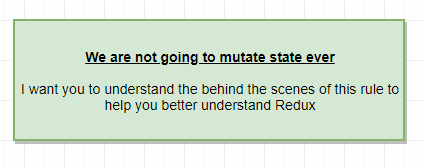 We are not going to mutate state ever
I want you to understand the behind the scenes of this rule to
help you better understand Redux